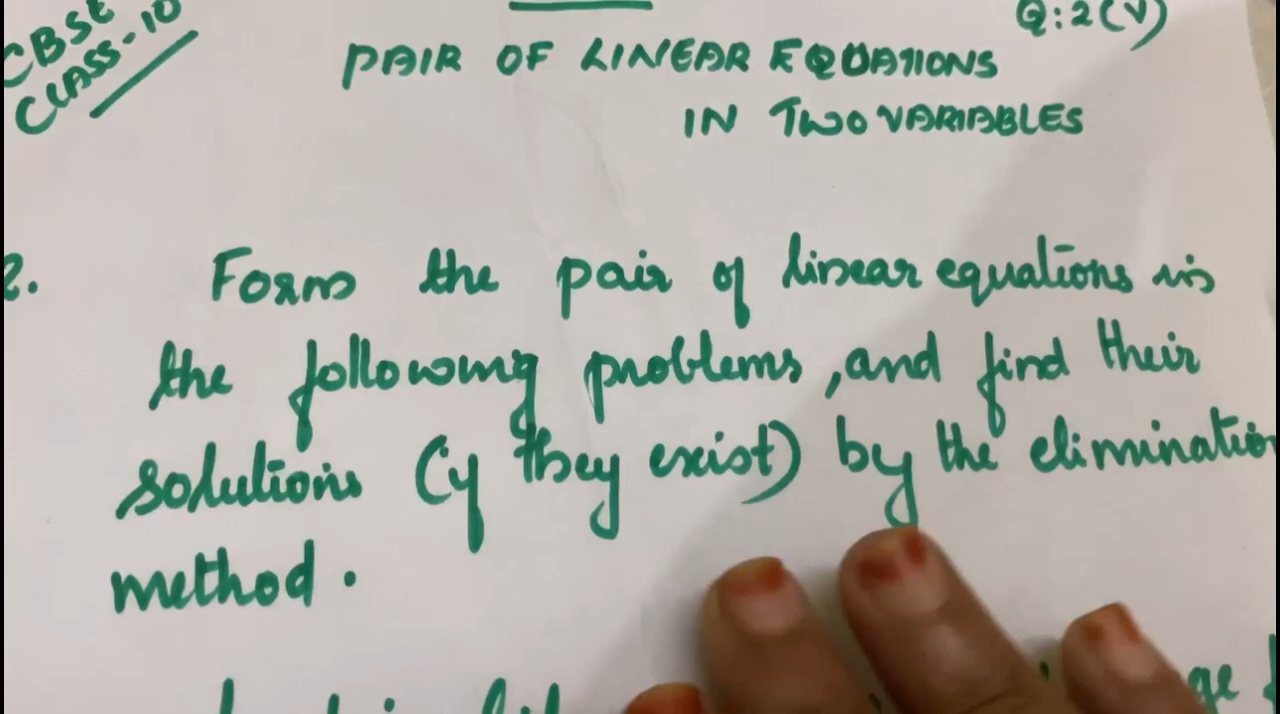 CBSE
CLASS-10
Q:2(V)
PAIR OF LINEAR EQUATIONS
IN TWO VARIABLES
2. Form the pair of linear equations in
the following problems, and find their
solutions (if they exist) by the elimination
method.